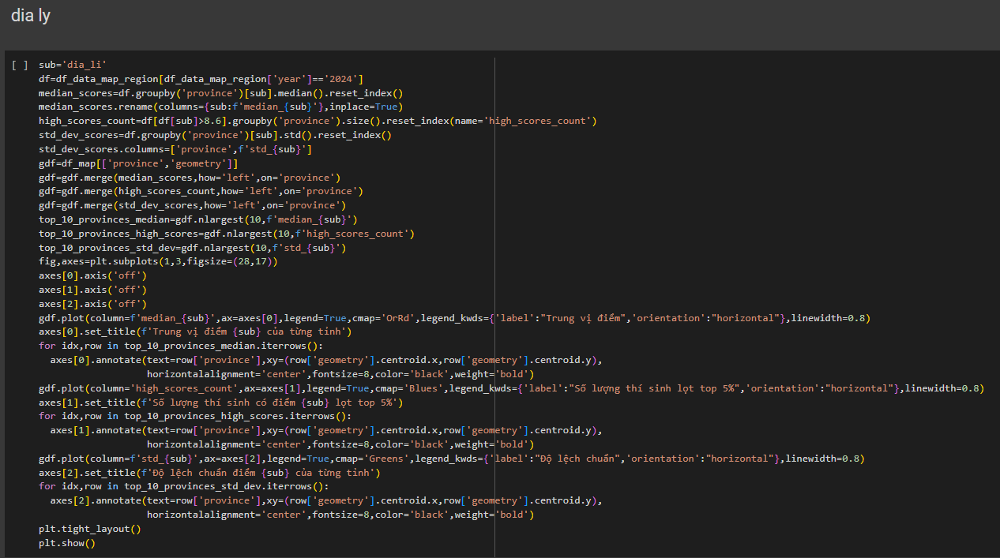 dia ly
[ ] sub='dia_li'
df=df_data_map_region[df_data_map_region['year']=='2024']
median_scores=df.groupby('province')[sub].median().reset_index()
median_scores.rename(columns={sub:f'median_{sub}'},inplace=True)
high_scores_count=df[df[sub]>8.6].groupby('province').size().reset_index(name='high_scores_count')
std_dev_scores=df.groupby('province')[sub].std().reset_index()
std_dev_scores.columns=['province',f'std_{sub}']
gdf=df_map[['province','geometry']]
gdf=gdf.merge(median_scores,how='left',on='province')
gdf=gdf.merge(high_scores_count,how='left',on='province')
gdf=gdf.merge(std_dev_scores,how='left',on='province')
top_10_provinces_median=gdf.nlargest(10,f'median_{sub}')
top_10_provinces_high_scores=gdf.nlargest(10,f'high_scores_count')
top_10_provinces_std_dev=gdf.nlargest(10,f'std_{sub}')
fig,axes=plt.subplots(1,3,figsize=(28,17))
axes[0].axis('off')
axes[1].axis('off')
axes[2].axis('off')
gdf.plot(column=f'median_{sub}',ax=axes[0],legend=True,cmap='OrRd',legend_kwds={'label':"Trung vị điểm",'orientation':"horizontal"},linewidth=0.8)
axes[0].set_title(f'Trung vị điểm {sub} của từng tỉnh')
for idx,row in top_10_provinces_median.iterrows():
  axes[0].annotate(text=row['province'],xy=(row['geometry'].centroid.x,row['geometry'].centroid.y),
                   horizontalalignment='center',fontsize=8,color='black',weight='bold')
gdf.plot(column='high_scores_count',ax=axes[1],legend=True,cmap='Blues',legend_kwds={'label':"Số lượng thí sinh lọt top 5%",'orientation':"horizontal"},linewidth=0.8)
axes[1].set_title(f'Số lượng thí sinh có điểm {sub} lọt top 5%')
for idx,row in top_10_provinces_high_scores.iterrows():
  axes[1].annotate(text=row['province'],xy=(row['geometry'].centroid.x,row['geometry'].centroid.y),
                   horizontalalignment='center',fontsize=8,color='black',weight='bold')
gdf.plot(column=f'std_{sub}',ax=axes[2],legend=True,cmap='Greens',legend_kwds={'label':"Độ lệch chuẩn",'orientation':"horizontal"},linewidth=0.8)
axes[2].set_title(f'Độ lệch chuẩn điểm {sub} của từng tỉnh')
for idx,row in top_10_provinces_std_dev.iterrows():
  axes[2].annotate(text=row['province'],xy=(row['geometry'].centroid.x,row['geometry'].centroid.y),
                   horizontalalignment='center',fontsize=8,color='black',weight='bold')
plt.tight_layout()
plt.show()